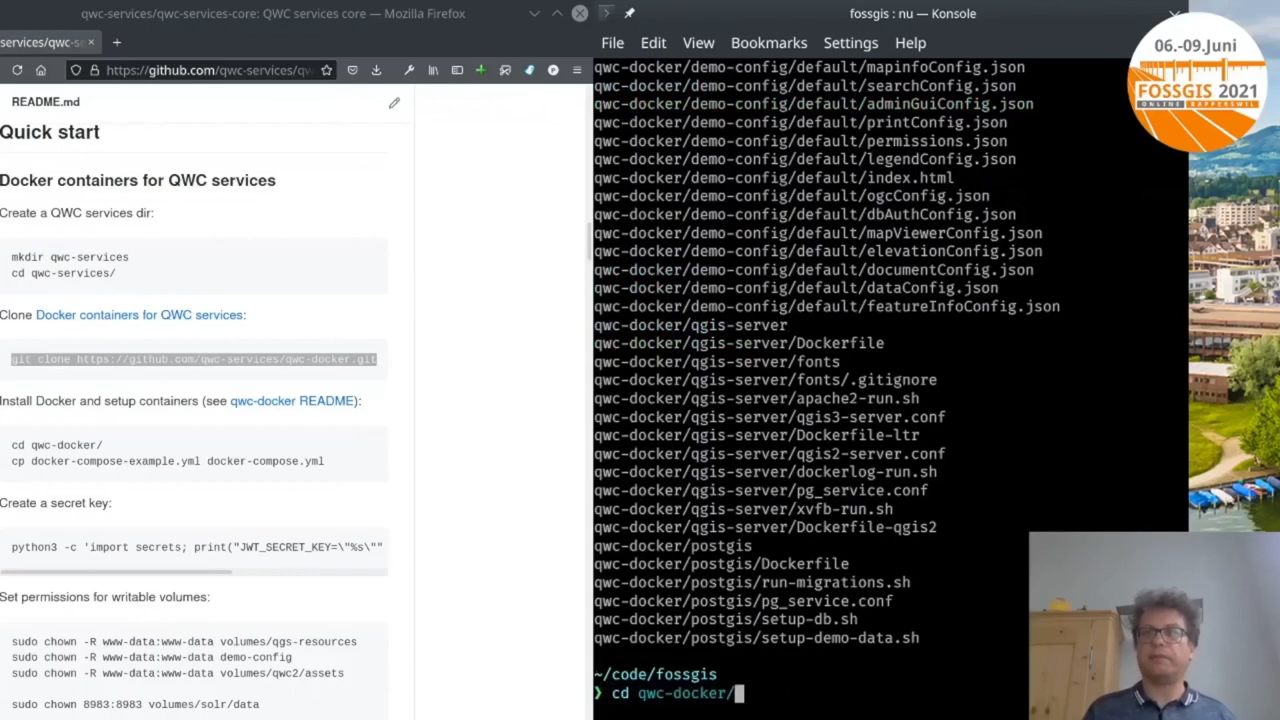 qwc-services/qwc-services-core: QWC services core — Mozilla Firefox
services/qwc-s
https://github.com/qwc-services/qw
README.md
Quick start
Docker containers for QWC services
Create a QWC services dir:
mkdir qwc-services
cd qwc-services/
Clone Docker containers for QWC services:
git clone https://github.com/qwc-services/qwc-docker.git
Install Docker and setup containers (see qwc-docker README):
cd qwc-docker/
cp docker-compose-example.yml docker-compose.yml
Create a secret key:
python3 -c 'import secrets; print("JWT_SECRET_KEY=\"%s\""
Set permissions for writable volumes:
sudo chown -R www-data:www-data volumes/qgs-resources
sudo chown -R www-data:www-data demo-config
sudo chown -R www-data:www-data volumes/qwc2/assets
sudo chown 8983:8983 volumes/solr/data
fossgis : nu — Konsole
File Edit View Bookmarks Settings Help
qwc-docker/demo-config/default/mapinfoConfig.json
qwc-docker/demo-config/default/searchConfig.json
qwc-docker/demo-config/default/adminGuiConfig.json
qwc-docker/demo-config/default/printConfig.json
qwc-docker/demo-config/default/permissions.json
qwc-docker/demo-config/default/legendConfig.json
qwc-docker/demo-config/default/index.html
qwc-docker/demo-config/default/ogcConfig.json
qwc-docker/demo-config/default/dbAuthConfig.json
qwc-docker/demo-config/default/mapViewerConfig.json
qwc-docker/demo-config/default/elevationConfig.json
qwc-docker/demo-config/default/documentConfig.json
qwc-docker/demo-config/default/dataConfig.json
qwc-docker/demo-config/default/featureInfoConfig.json
qwc-docker/qgis-server
qwc-docker/qgis-server/Dockerfile
qwc-docker/qgis-server/fonts
qwc-docker/qgis-server/fonts/.gitignore
qwc-docker/qgis-server/apache2-run.sh
qwc-docker/qgis-server/qgis3-server.conf
qwc-docker/qgis-server/Dockerfile-ltr
qwc-docker/qgis-server/qgis2-server.conf
qwc-docker/qgis-server/dockerlog-run.sh
qwc-docker/qgis-server/pg_service.conf
qwc-docker/qgis-server/xvfb-run.sh
qwc-docker/qgis-server/Dockerfile-qgis2
qwc-docker/postgis
qwc-docker/postgis/Dockerfile
qwc-docker/postgis/run-migrations.sh
qwc-docker/postgis/pg_service.conf
qwc-docker/postgis/setup-db.sh
qwc-docker/postgis/setup-demo-data.sh
~/code/fossgis
❯ cd qwc-docker/
06.-09.Juni
FOSSGIS 2021
ONLINE RAPPERSWIL